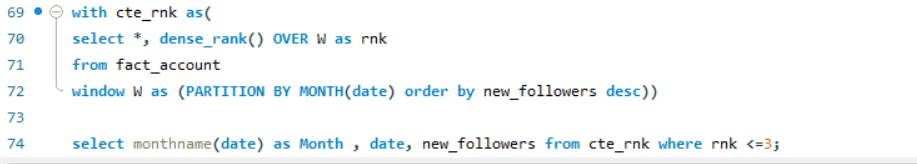 69 with cte_rnk as(
70 select *, dense_rank() OVER W as rnk
71 from fact_account
72 window W as (PARTITION BY MONTH(date) order by new_followers desc))
73
74 select monthname(date) as Month , date, new_followers from cte_rnk where rnk <=3;